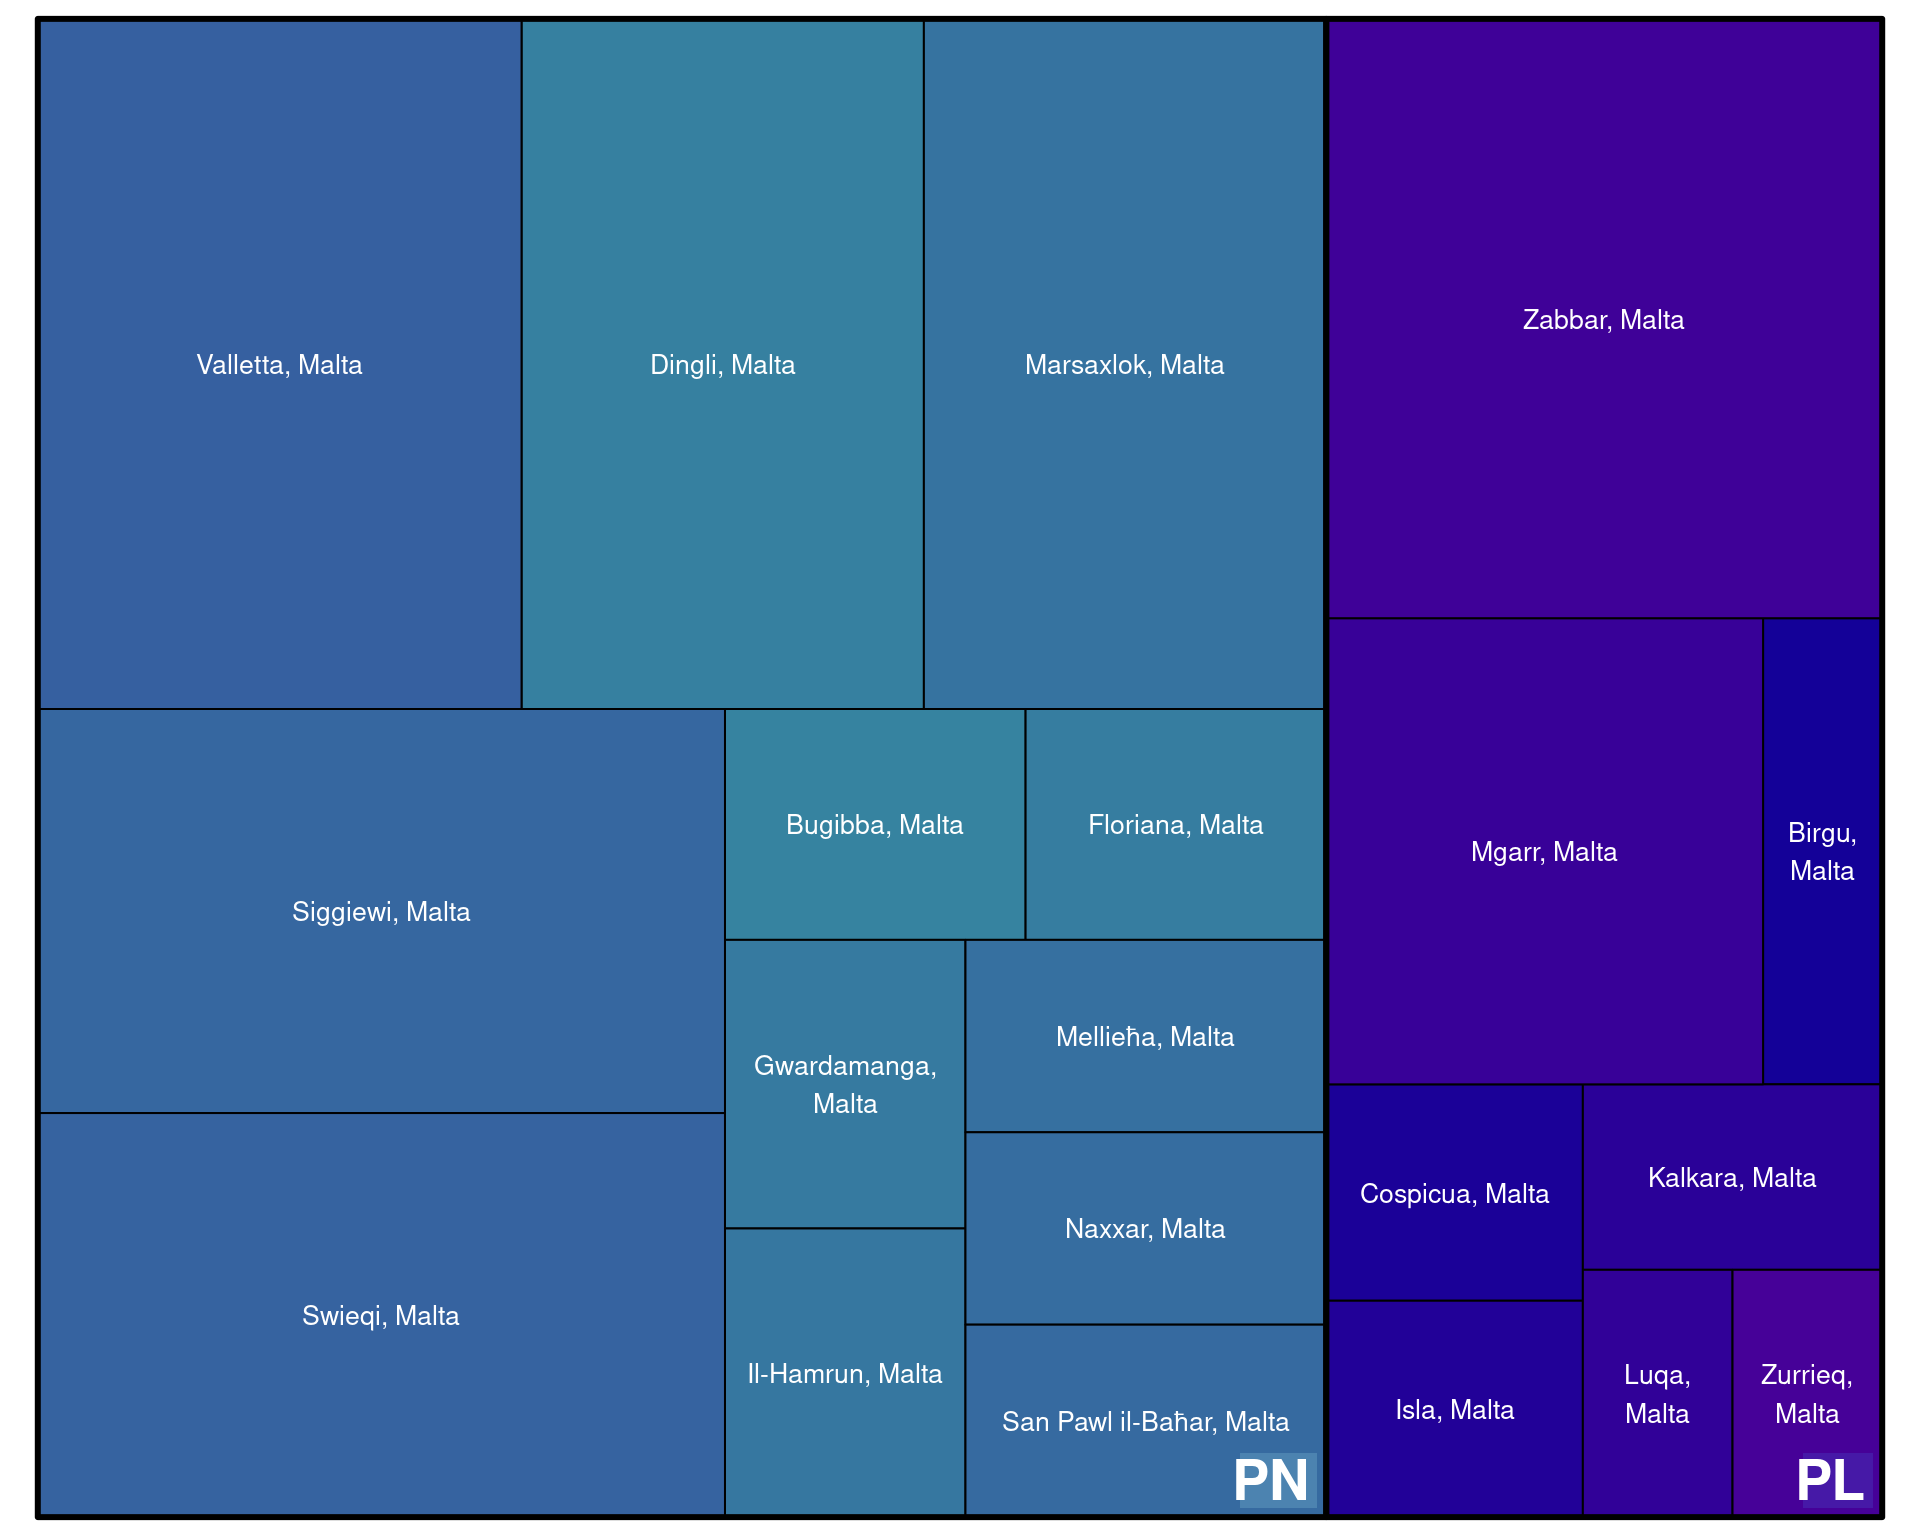 Valletta, Malta
Dingli, Malta
Marsaxlok, Malta
Zabbar, Malta
Siggiewi, Malta
Bugibba, Malta
Floriana, Malta
Mgarr, Malta
Birgu,
Malta
Gwardamanga,
Malta
Mellieħa, Malta
Swieqi, Malta
Il-Hamrun, Malta
Naxxar, Malta
San Pawl il-Baħar, Malta
PN
Cospicua, Malta
Kalkara, Malta
Isla, Malta
Luqa,
Malta
Zurrieq,
Malta
PL